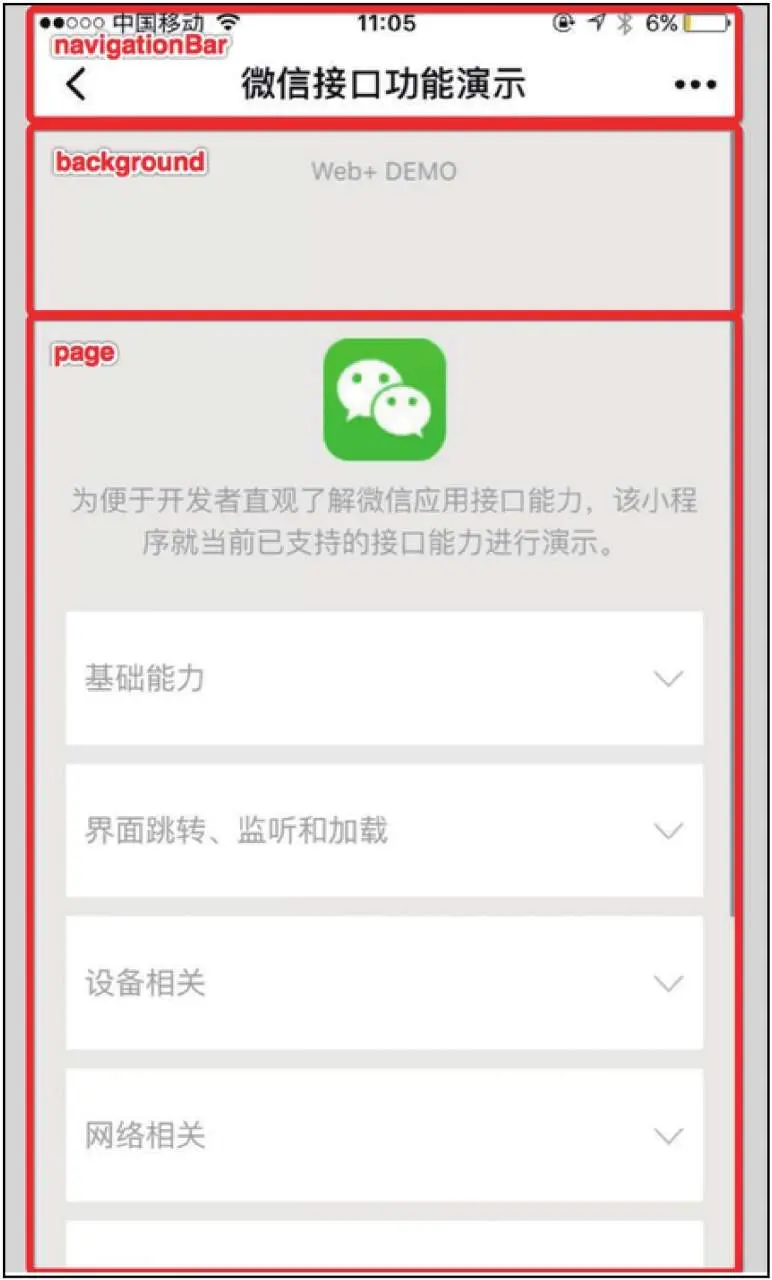 中国移动 11:05 6%
navigationBar
微信接口功能演示
background
Web+ DEMO
page
为便于开发者直观了解微信应用接口能力，该小程
序就当前已支持的接口能力进行演示。
基础能力
界面跳转、监听和加载
设备相关
网络相关